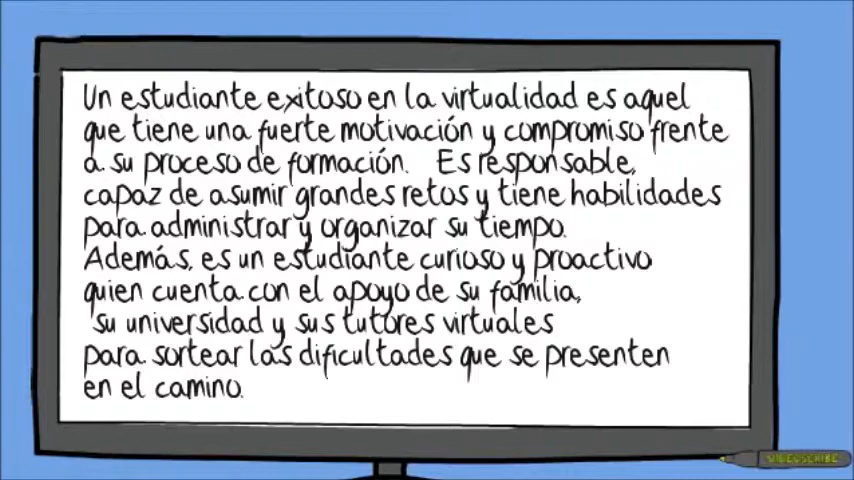 Un estudiante exitoso en la virtualidad es aquel
que tiene una fuerte motivación y compromiso frente
a su proceso de formación. Es responsable,
capaz de asumir grandes retos y tiene habilidades
para administrar y organizar su tiempo.
Además, es un estudiante curioso y proactivo
quien cuenta con el apoyo de su familia,
su universidad y sus tutores virtuales
para sortear las dificultades que se presenten
en el camino.
VIDEOSCRIBE